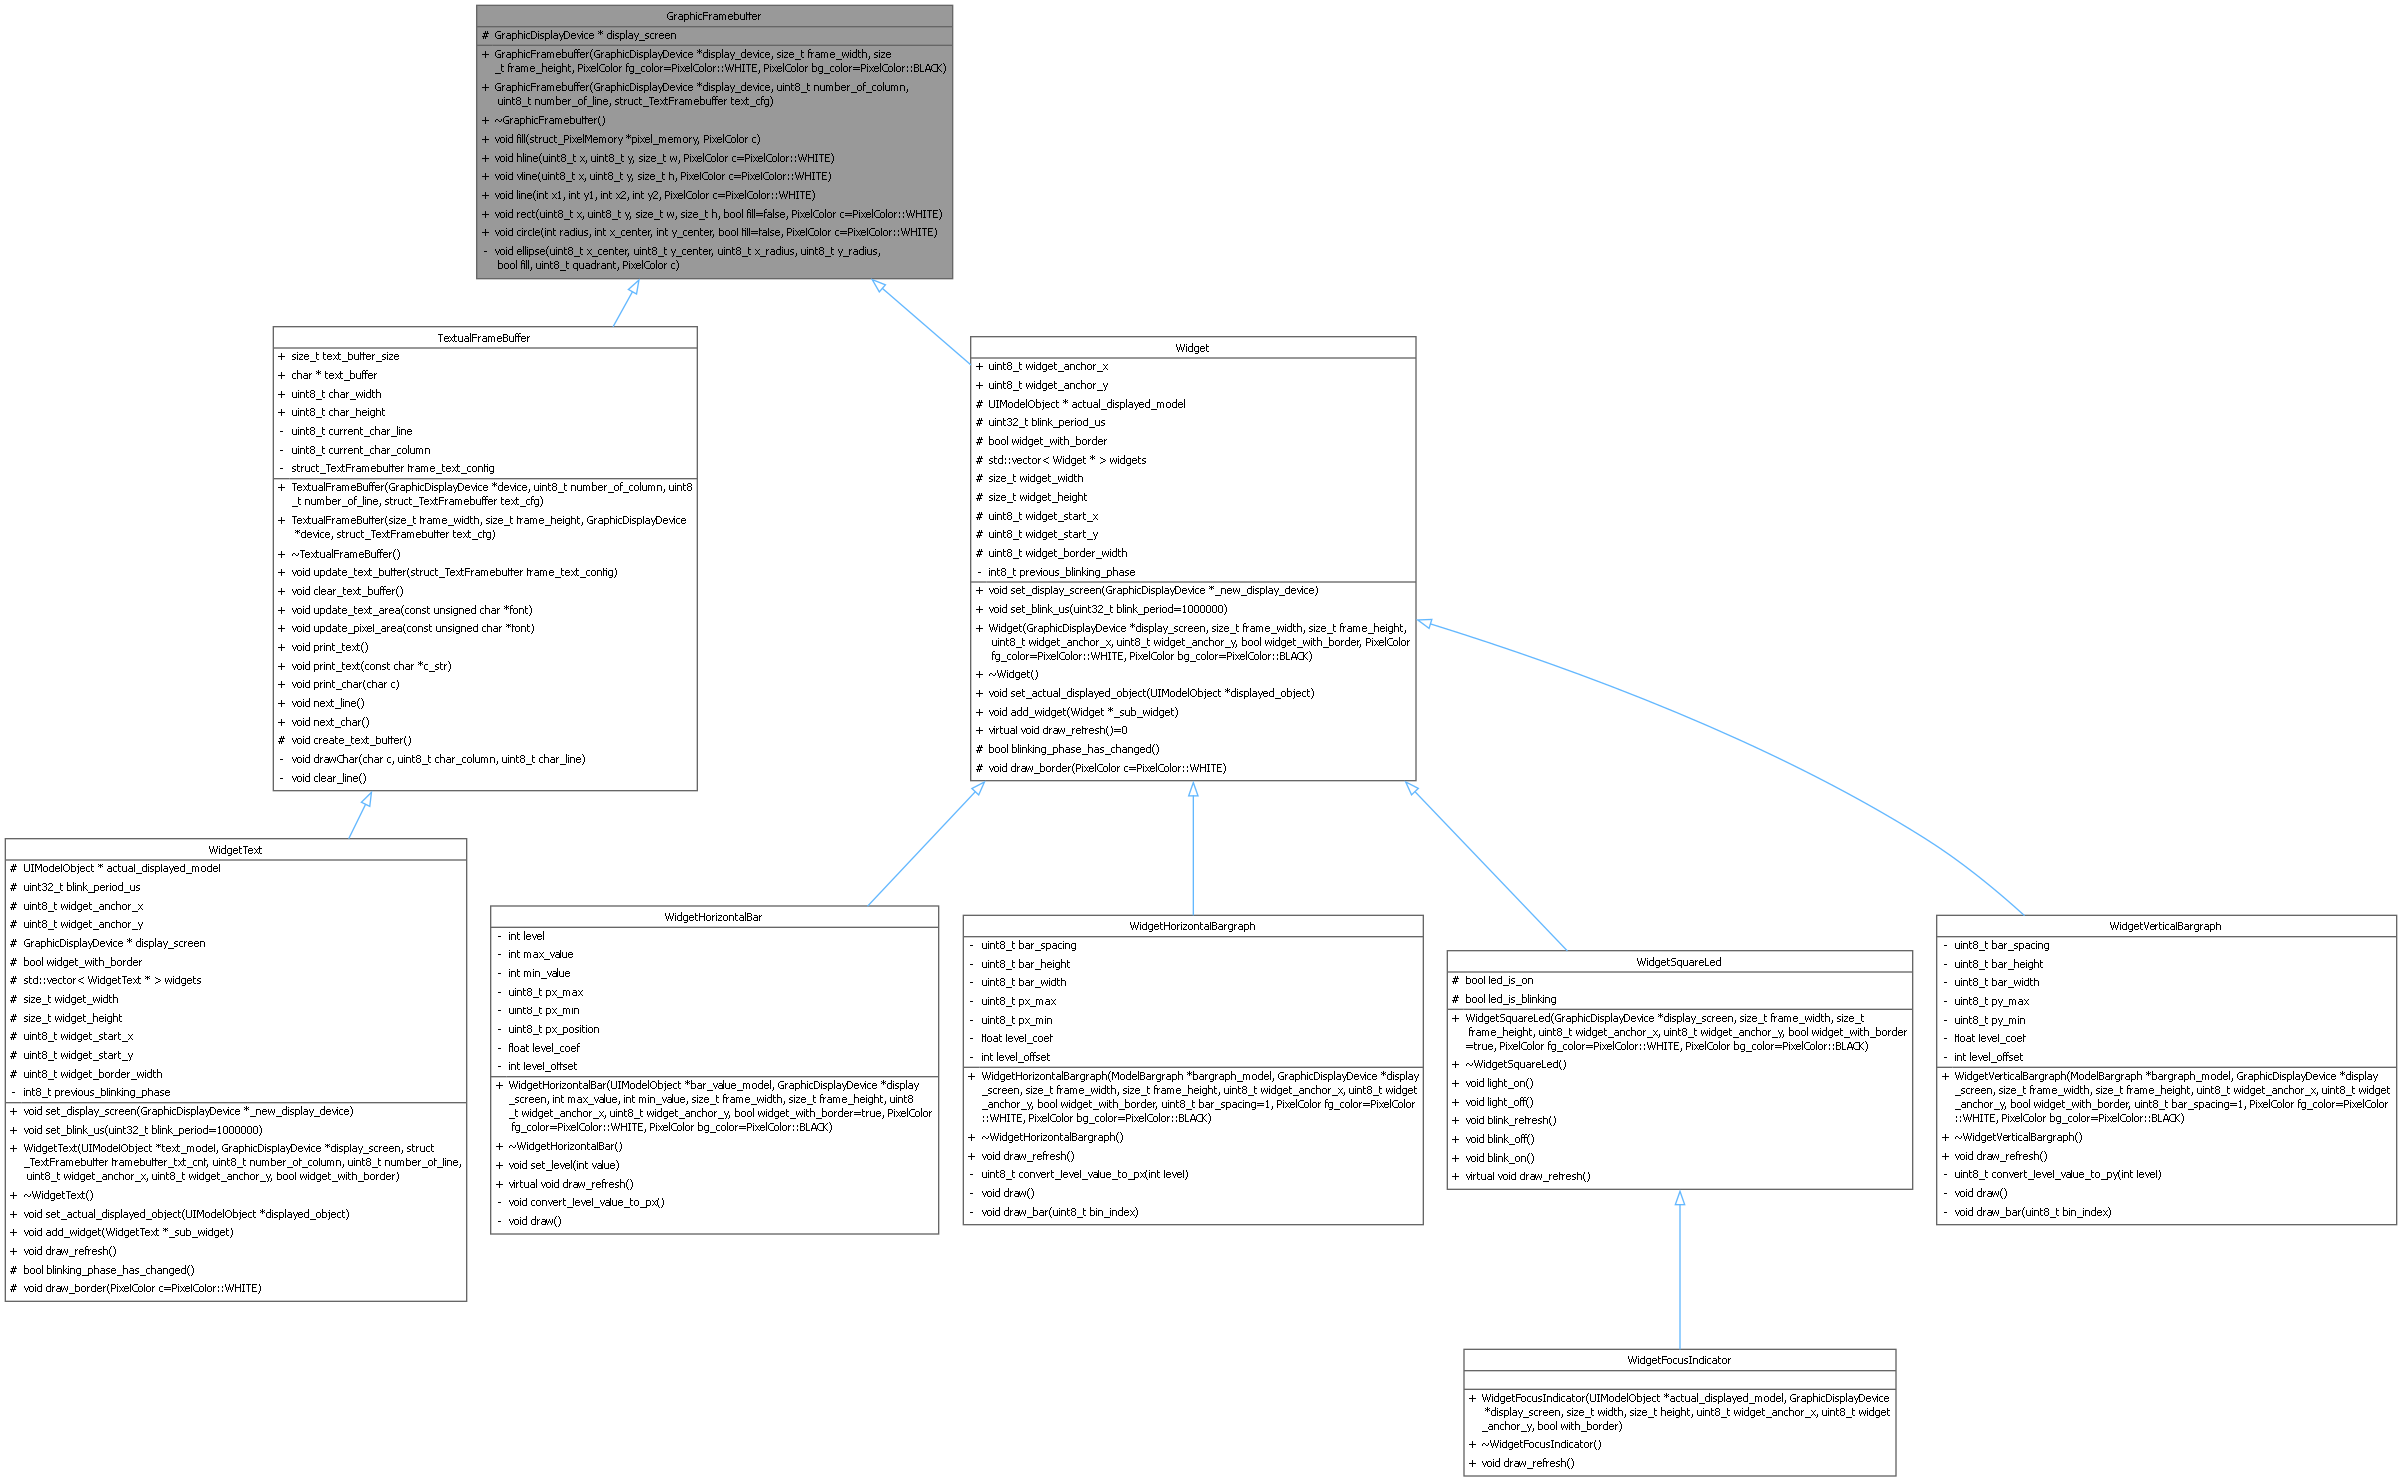 GraphicFramebuffer
# GraphicDisplayDevice * display_screen
+ GraphicFramebuffer(GraphicDisplayDevice *display_device, size_t frame_width, size
_t frame_height, PixelColor fg_color=PixelColor::WHITE, PixelColor bg_color=PixelColor::BLACK)
+ GraphicFramebuffer(GraphicDisplayDevice *display_device, uint8_t number_of_column,
uint8_t number_of_line, struct_TextFramebuffer text_cfg)
+ ~GraphicFramebuffer()
+ void fill(struct_PixelMemory *pixel_memory, PixelColor c)
+ void hline(uint8_t x, uint8_t y, size_t w, PixelColor c=PixelColor::WHITE)
+ void vline(uint8_t x, uint8_t y, size_t h, PixelColor c=PixelColor::WHITE)
+ void line(int x1, int y1, int x2, int y2, PixelColor c=PixelColor::WHITE)
+ void rect(uint8_t x, uint8_t y, size_t w, size_t h, bool fill=false, PixelColor c=PixelColor::WHITE)
+ void circle(int radius, int x_center, int y_center, bool fill=false, PixelColor c=PixelColor::WHITE)
- void ellipse(uint8_t x_center, uint8_t y_center, uint8_t x_radius, uint8_t y_radius,
bool fill, uint8_t quadrant, PixelColor c)
TextualFrameBuffer
+ size_t text_buffer_size
+ char * text_buffer
+ uint8_t char_width
+ uint8_t char_height
- uint8_t current_char_line
- uint8_t current_char_column
- struct_TextFramebuffer frame_text_config
+ TextualFrameBuffer(GraphicDisplayDevice *device, uint8_t number_of_column, uint8
_t number_of_line, struct_TextFramebuffer text_cfg)
+ TextualFrameBuffer(size_t frame_width, size_t frame_height, GraphicDisplayDevice
*device, struct_TextFramebuffer text_cfg)
+ ~TextualFrameBuffer()
+ void update_text_buffer(struct_TextFramebuffer frame_text_config)
+ void clear_text_buffer()
+ void update_text_area(const unsigned char *font)
+ void update_pixel_area(const unsigned char *font)
+ void print_text()
+ void print_text(const char *c_str)
+ void print_char(char c)
+ void next_line()
+ void next_char()
# void create_text_buffer()
- void drawChar(char c, uint8_t char_column, uint8_t char_line)
- void clear_line()
Widget
+ uint8_t widget_anchor_x
+ uint8_t widget_anchor_y
# UIModelObject * actual_displayed_model
# uint32_t blink_period_us
# bool widget_with_border
# std::vector< Widget * > widgets
# size_t widget_width
# size_t widget_height
# uint8_t widget_start_x
# uint8_t widget_start_y
# uint8_t widget_border_width
- int8_t previous_blinking_phase
+ void set_display_screen(GraphicDisplayDevice *_new_display_device)
+ void set_blink_us(uint32_t blink_period=1000000)
+ Widget(GraphicDisplayDevice *display_screen, size_t frame_width, size_t frame_height,
uint8_t widget_anchor_x, uint8_t widget_anchor_y, bool widget_with_border, PixelColor
fg_color=PixelColor::WHITE, PixelColor bg_color=PixelColor::BLACK)
+ ~Widget()
+ void set_actual_displayed_object(UIModelObject *displayed_object)
+ void add_widget(Widget *_sub_widget)
+ virtual void draw_refresh()=0
# bool blinking_phase_has_changed()
# void draw_border(PixelColor c=PixelColor::WHITE)
WidgetText
# UIModelObject * actual_displayed_model
# uint32_t blink_period_us
# uint8_t widget_anchor_x
# uint8_t widget_anchor_y
# GraphicDisplayDevice * display_screen
# bool widget_with_border
# std::vector< WidgetText * > widgets
# size_t widget_width
# size_t widget_height
# uint8_t widget_start_x
# uint8_t widget_start_y
# uint8_t widget_border_width
- int8_t previous_blinking_phase
+ void set_display_screen(GraphicDisplayDevice *_new_display_device)
+ void set_blink_us(uint32_t blink_period=1000000)
+ WidgetText(UIModelObject *text_model, GraphicDisplayDevice *display_screen, struct
_TextFramebuffer framebuffer_txt_cnf, uint8_t number_of_column, uint8_t number_of_line,
uint8_t widget_anchor_x, uint8_t widget_anchor_y, bool widget_with_border)
+ ~WidgetText()
+ void set_actual_displayed_object(UIModelObject *displayed_object)
+ void add_widget(WidgetText *_sub_widget)
+ void draw_refresh()
# bool blinking_phase_has_changed()
# void draw_border(PixelColor c=PixelColor::WHITE)
WidgetHorizontalBar
- int level
- int max_value
- int min_value
- uint8_t px_max
- uint8_t px_min
- uint8_t px_position
- float level_coef
- int level_offset
+ WidgetHorizontalBar(UIModelObject *bar_value_model, GraphicDisplayDevice *display
_screen, int max_value, int min_value, size_t frame_width, size_t frame_height, uint8
_t widget_anchor_x, uint8_t widget_anchor_y, bool widget_with_border=true, PixelColor
fg_color=PixelColor::WHITE, PixelColor bg_color=PixelColor::BLACK)
+ ~WidgetHorizontalBar()
+ void set_level(int value)
+ virtual void draw_refresh()
- void convert_level_value_to_px()
- void draw()
WidgetHorizontalBargraph
- uint8_t bar_spacing
- uint8_t bar_height
- uint8_t bar_width
- uint8_t px_max
- uint8_t px_min
- float level_coef
- int level_offset
+ WidgetHorizontalBargraph(ModelBargraph *bargraph_model, GraphicDisplayDevice *display
_screen, size_t frame_width, size_t frame_height, uint8_t widget_anchor_x, uint8_t widget
_anchor_y, bool widget_with_border, uint8_t bar_spacing=1, PixelColor fg_color=PixelColor
::WHITE, PixelColor bg_color=PixelColor::BLACK)
+ ~WidgetHorizontalBargraph()
+ void draw_refresh()
- uint8_t convert_level_value_to_px(int level)
- void draw()
- void draw_bar(uint8_t bin_index)
WidgetSquareLed
# bool led_is_on
# bool led_is_blinking
+ WidgetSquareLed(GraphicDisplayDevice *display_screen, size_t frame_width, size_t
frame_height, uint8_t widget_anchor_x, uint8_t widget_anchor_y, bool widget_with_border
=true, PixelColor fg_color=PixelColor::WHITE, PixelColor bg_color=PixelColor::BLACK)
+ ~WidgetSquareLed()
+ void light_on()
+ void light_off()
+ void blink_refresh()
+ void blink_off()
+ void blink_on()
+ virtual void draw_refresh()
WidgetVerticalBargraph
- uint8_t bar_spacing
- uint8_t bar_height
- uint8_t bar_width
- uint8_t py_max
- uint8_t py_min
- float level_coef
- int level_offset
+ WidgetVerticalBargraph(ModelBargraph *bargraph_model, GraphicDisplayDevice *display
_screen, size_t frame_width, size_t frame_height, uint8_t widget_anchor_x, uint8_t widget
_anchor_y, bool widget_with_border, uint8_t bar_spacing=1, PixelColor fg_color=PixelColor
::WHITE, PixelColor bg_color=PixelColor::BLACK)
+ ~WidgetVerticalBargraph()
+ void draw_refresh()
- uint8_t convert_level_value_to_py(int level)
- void draw()
- void draw_bar(uint8_t bin_index)
WidgetFocusIndicator
+ WidgetFocusIndicator(UIModelObject *actual_displayed_model, GraphicDisplayDevice
*display_screen, size_t width, size_t height, uint8_t widget_anchor_x, uint8_t widget
_anchor_y, bool with_border)
+ ~WidgetFocusIndicator()
+ void draw_refresh()